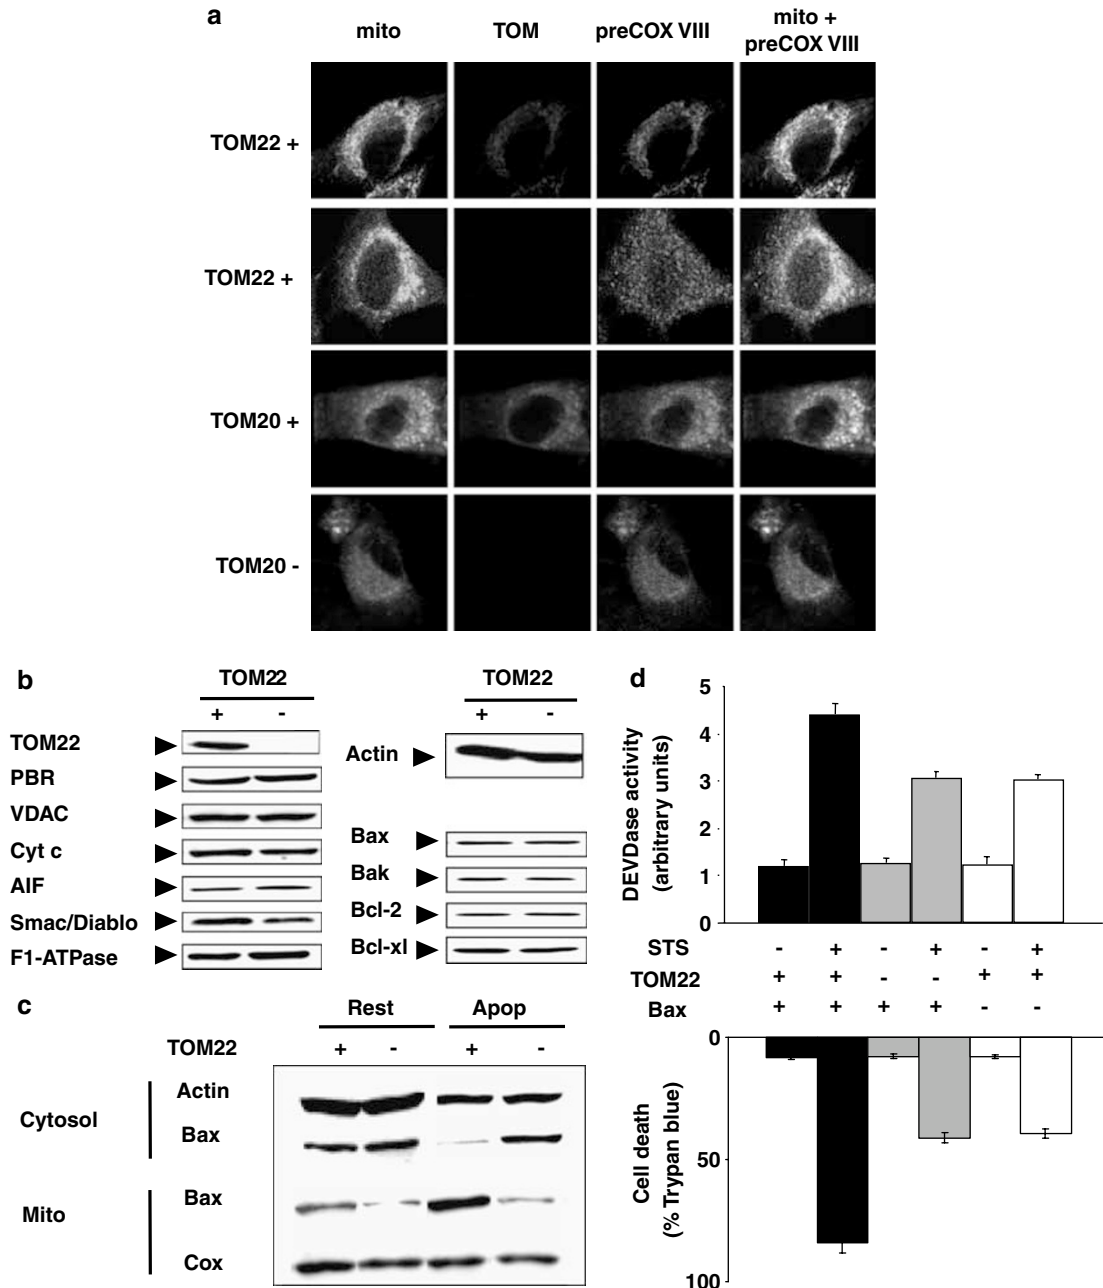 a
mito TOM preCOX VIII mito +
preCOX VIII
TOM22 +
TOM22 +
TOM20 +
TOM20 -
b
TOM22
+ -
TOM22
PBR
VDAC
Cyt c
AIF
Smac/Diablo
F1-ATPase
TOM22
+ -
Actin
Bax
Bak
Bcl-2
Bcl-xl
c
Rest Apop
TOM22 + - + -
Cytosol
Actin
Bax
Mito
Bax
Cox
d
DEVDase activity
(arbitrary units)
5
4
3
2
1
0
STS - + - + - +
TOM22 + + - - + +
Bax + + + + - -
Cell death
(% Trypan blue)
0
50
100